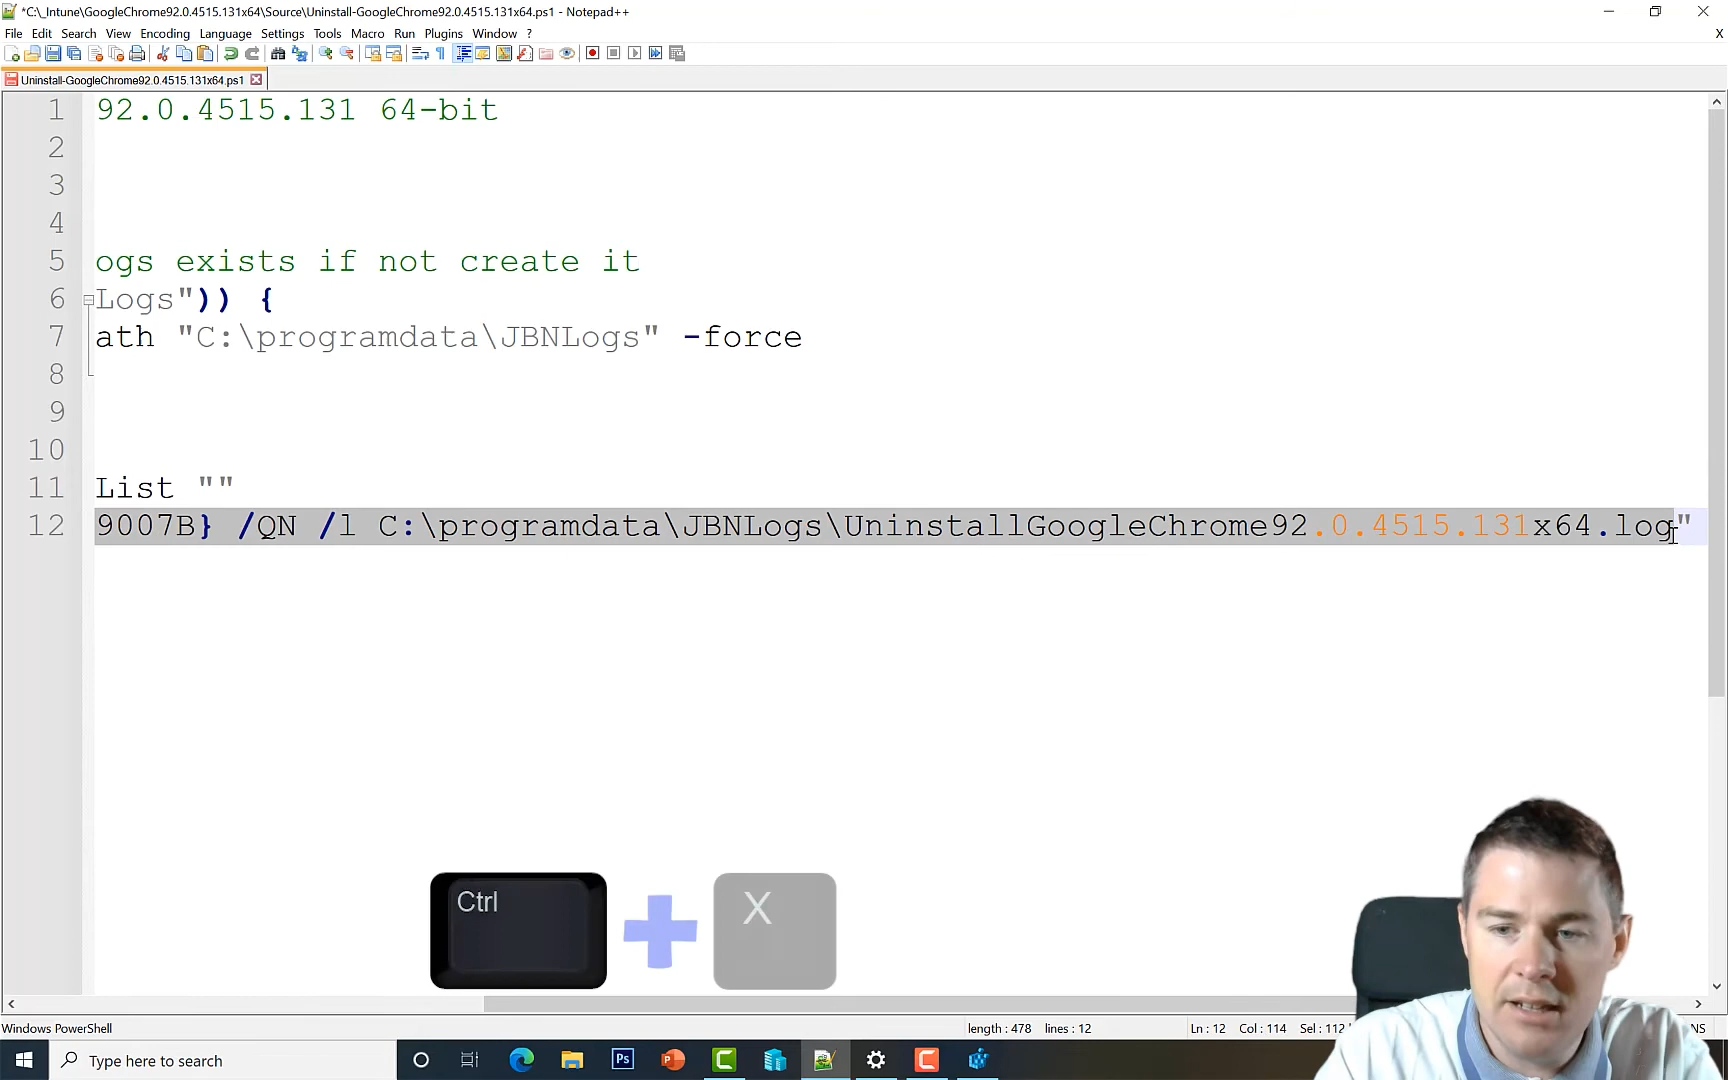 *C:\_Intune\GoogleChrome92.0.4515.131x64\Source\Uninstall-GoogleChrome92.0.4515.131x64.ps1 - Notepad++
File Edit Search View Encoding Language Settings Tools Macro Run Plugins Window ? X
Uninstall-GoogleChrome92.0.4515.131x64.ps1
1 92.0.4515.131 64-bit
2
3
4
5 ogs exists if not create it
6 Logs")) {
7 ath "C:\programdata\JBNLogs" -force
8
9
10
11 List ""
12 9007B} /QN /l C:\programdata\JBNLogs\UninstallGoogleChrome92.0.4515.131x64.log"
Ctrl + X
Windows PowerShell length : 478 lines : 12 Ln : 12 Col : 114 Sel : 112 NS
Type here to search Ps P C C